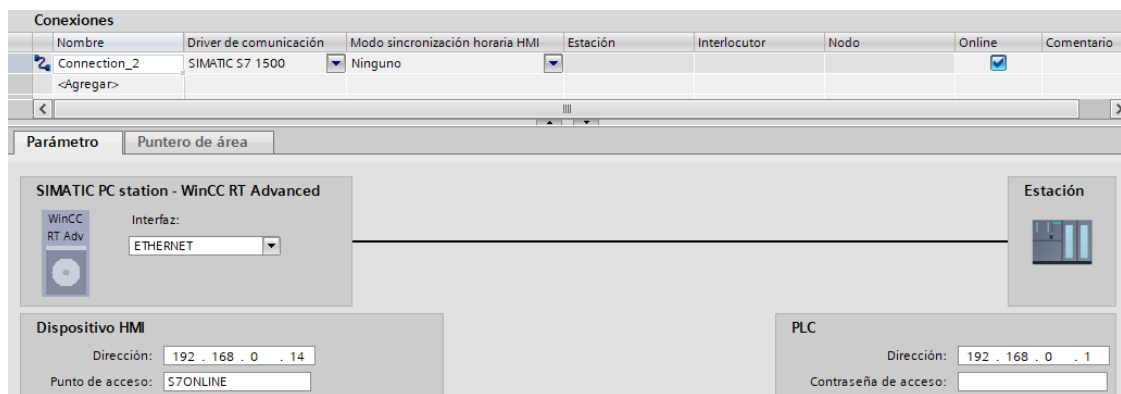 Conexiones
Nombre Driver de comunicación Modo sincronización horaria HMI Estación Interlocutor Nodo Online Comentario
Connection_2 SIMATIC S7 1500 Ninguno
<Agregar>
Parámetro Puntero de área
SIMATIC PC station - WinCC RT Advanced Estación
WinCC RT Adv
Interfaz:
ETHERNET
Dispositivo HMI PLC
Dirección: 192 . 168 . 0 . 14 Dirección: 192 . 168 . 0 . 1
Punto de acceso: S7ONLINE Contraseña de acceso: